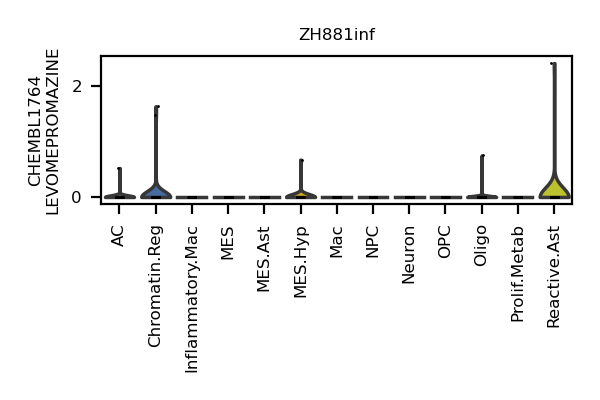 ZH881inf
CHEMBL1764
LEVOMEPROMAZINE
2
0
AC
Chromatin.Reg
Inflammatory.Mac
MES
MES.Ast
MES.Hyp
Mac
NPC
Neuron
OPC
Oligo
Prolif.Metab
Reactive.Ast